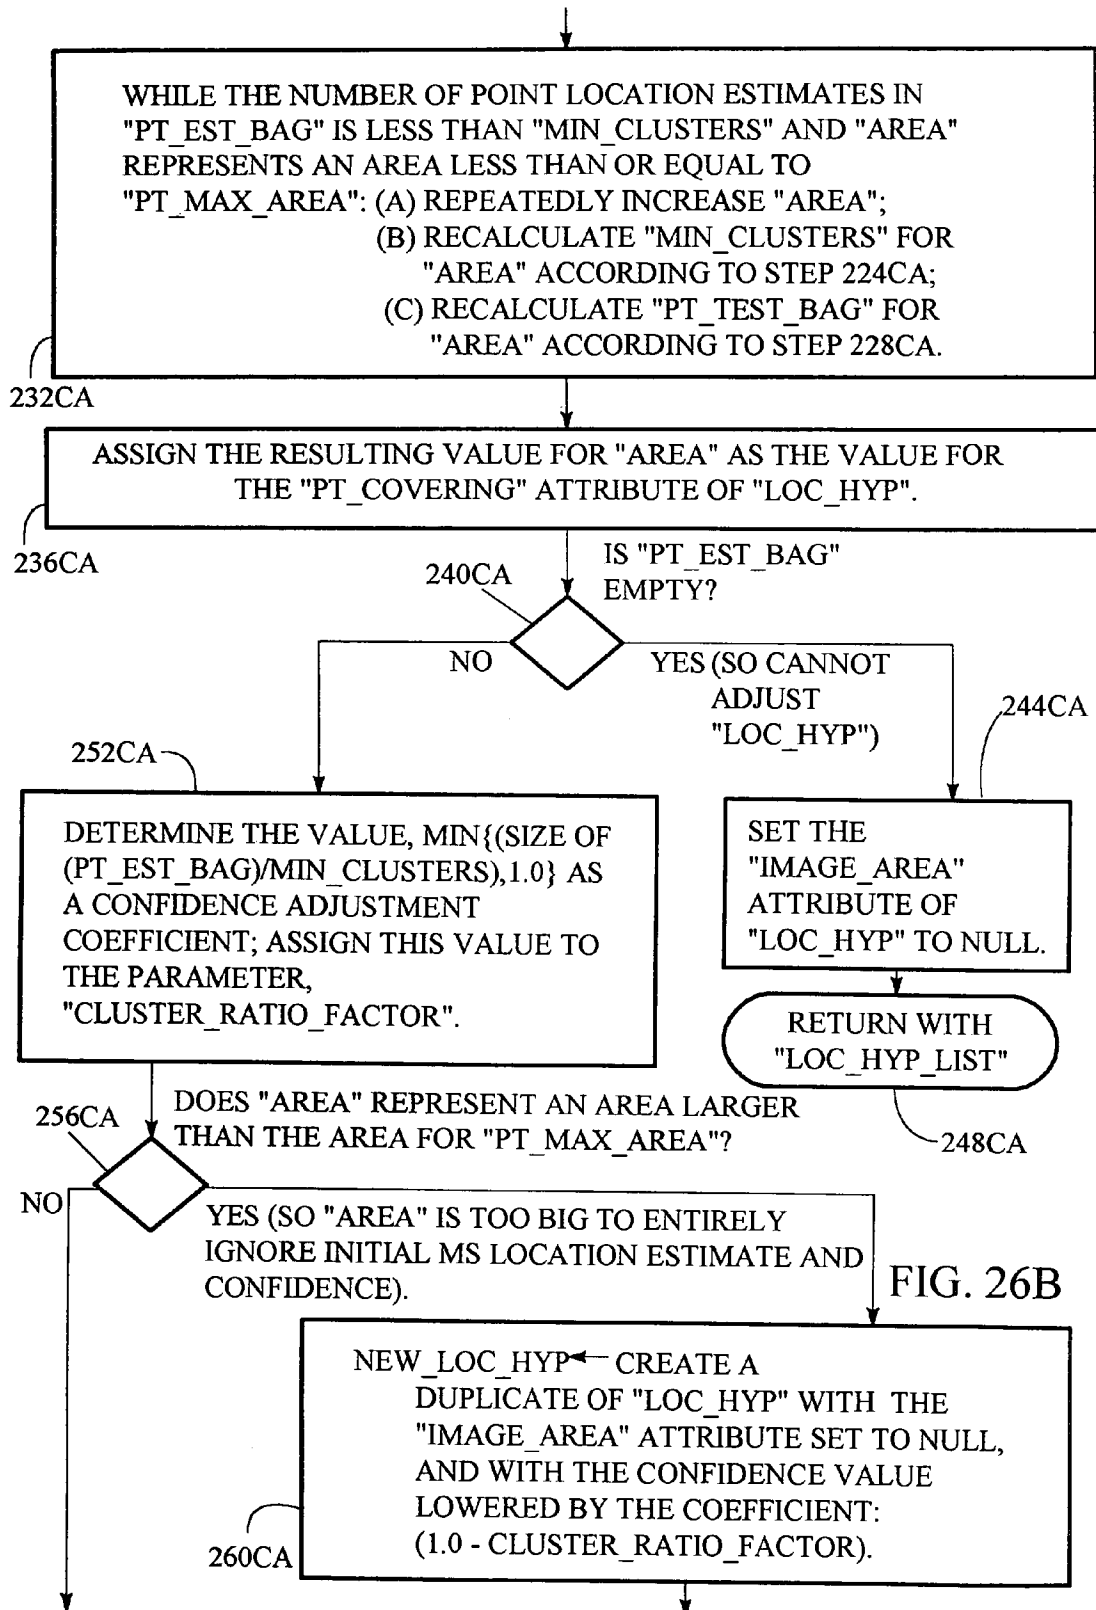 WHILE THE NUMBER OF POINT LOCATION ESTIMATES IN
"PT_EST_BAG" IS LESS THAN "MIN_CLUSTERS" AND "AREA"
REPRESENTS AN AREA LESS THAN OR EQUAL TO
"PT_MAX_AREA": (A) REPEATEDLY INCREASE "AREA";
(B) RECALCULATE "MIN_CLUSTERS" FOR
"AREA" ACCORDING TO STEP 224CA;
(C) RECALCULATE "PT_TEST_BAG" FOR
"AREA" ACCORDING TO STEP 228CA.
232CA
ASSIGN THE RESULTING VALUE FOR "AREA" AS THE VALUE FOR
THE "PT_COVERING" ATTRIBUTE OF "LOC_HYP".
236CA
IS "PT_EST_BAG"
EMPTY?
240CA
NO
YES (SO CANNOT
ADJUST
"LOC_HYP")
244CA
252CA
DETERMINE THE VALUE, MIN{(SIZE OF
(PT_EST_BAG)/MIN_CLUSTERS),1.0} AS
A CONFIDENCE ADJUSTMENT
COEFFICIENT; ASSIGN THIS VALUE TO
THE PARAMETER,
"CLUSTER_RATIO_FACTOR".
SET THE
"IMAGE_AREA"
ATTRIBUTE OF
"LOC_HYP" TO NULL.
RETURN WITH
"LOC_HYP_LIST"
248CA
DOES "AREA" REPRESENT AN AREA LARGER
THAN THE AREA FOR "PT_MAX_AREA"?
256CA
NO
YES (SO "AREA" IS TOO BIG TO ENTIRELY
IGNORE INITIAL MS LOCATION ESTIMATE AND
CONFIDENCE).
FIG. 26B
NEW_LOC_HYP← CREATE A
DUPLICATE OF "LOC_HYP" WITH THE
"IMAGE_AREA" ATTRIBUTE SET TO NULL,
AND WITH THE CONFIDENCE VALUE
LOWERED BY THE COEFFICIENT:
(1.0 - CLUSTER_RATIO_FACTOR).
260CA